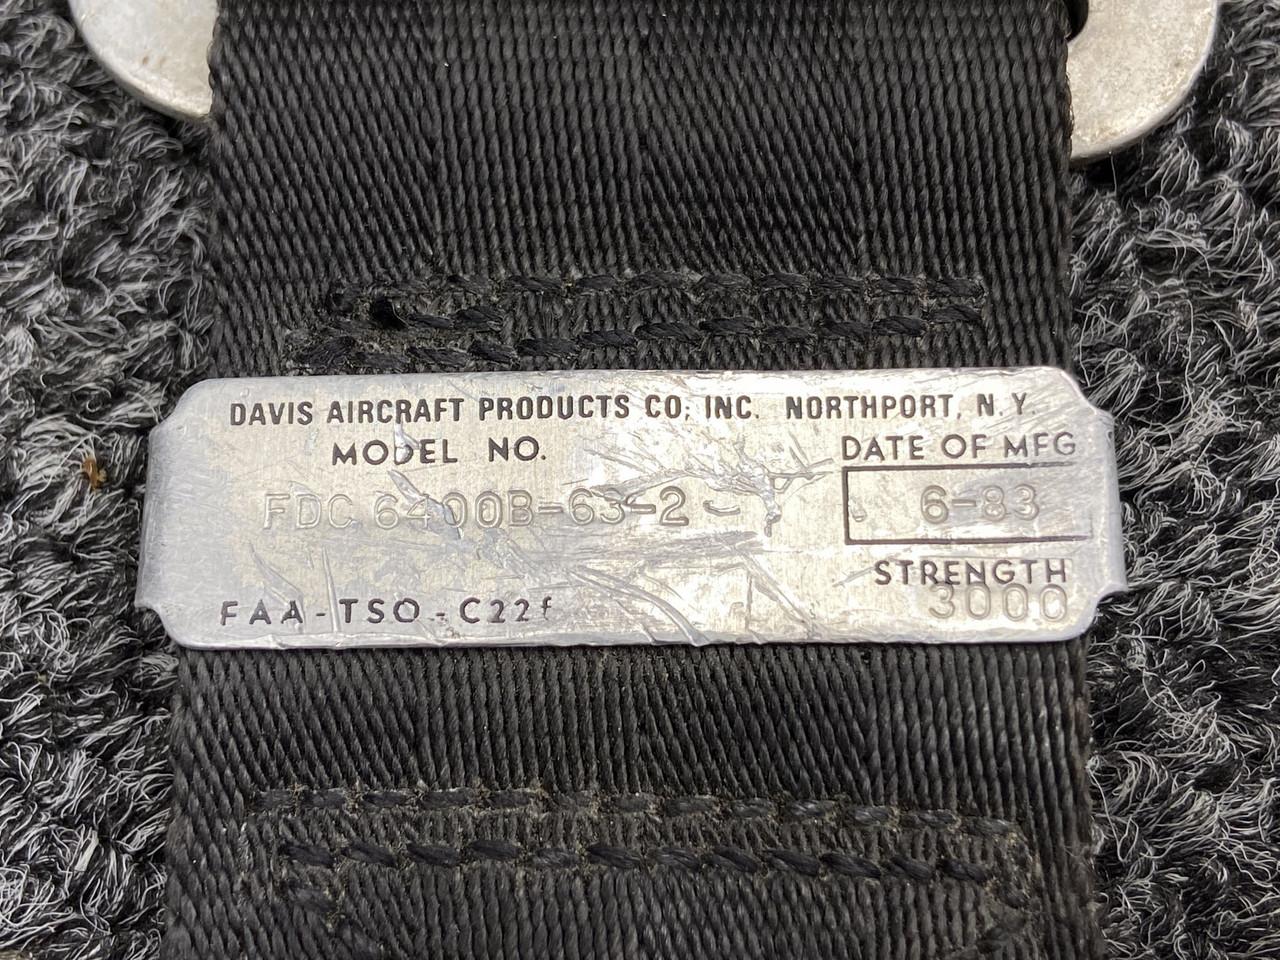 DAVIS AIRCRAFT PRODUCTS CO; INC. NORTHPORT, N. Y.
MODEL NO.
DATE OF MFG
FDC 6400B-63-2
6-83
STRENGTH
3000
FAA-TSO-C22f